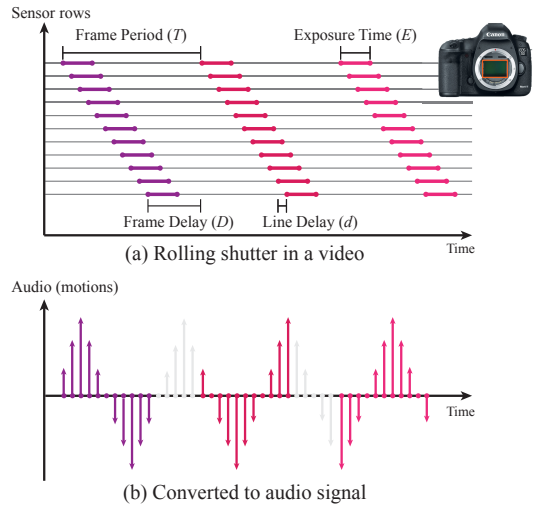 Sensor rows
Frame Period (T)
Exposure Time (E)
Canon
Frame Delay (D)
Line Delay (d)
Time
(a) Rolling shutter in a video
Audio (motions)
Time
(b) Converted to audio signal